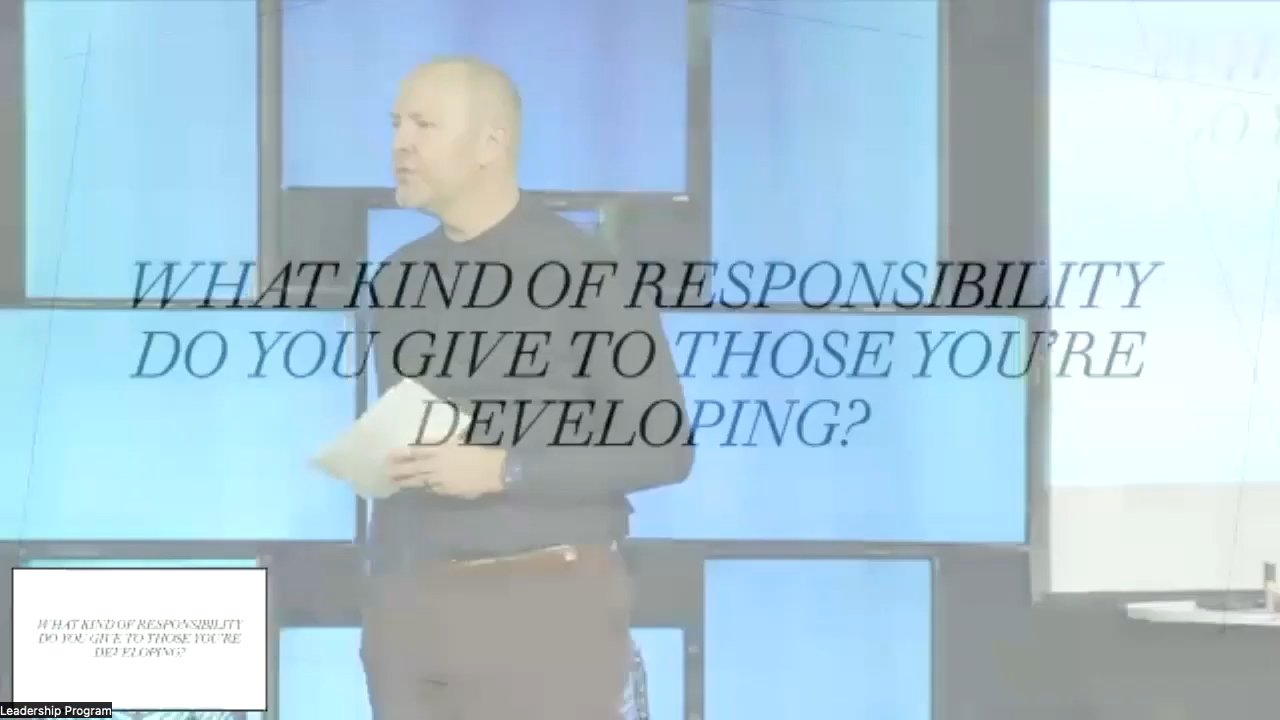 WHAT KIND OF RESPONSIBILITY
DO YOU GIVE TO THOSE YOU'RE
DEVELOPING?
WHAT KIND OF RESPONSIBILITY
DO YOU GIVE TO THOSE YOU'RE
DEVELOPING?
Leadership Program